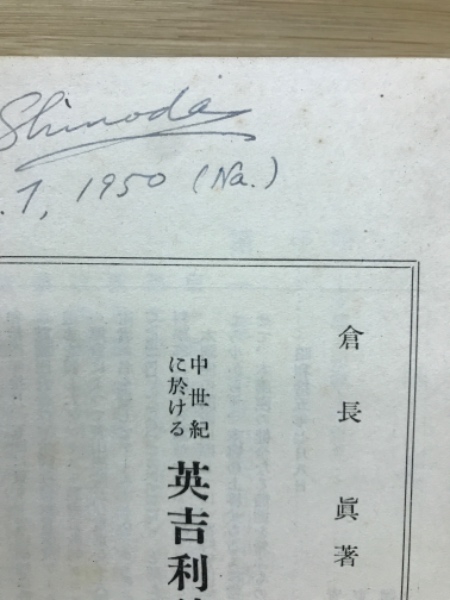 Shinoda
. 7, 1950 (Na.)
倉長眞著
中世紀
に於ける
英吉利